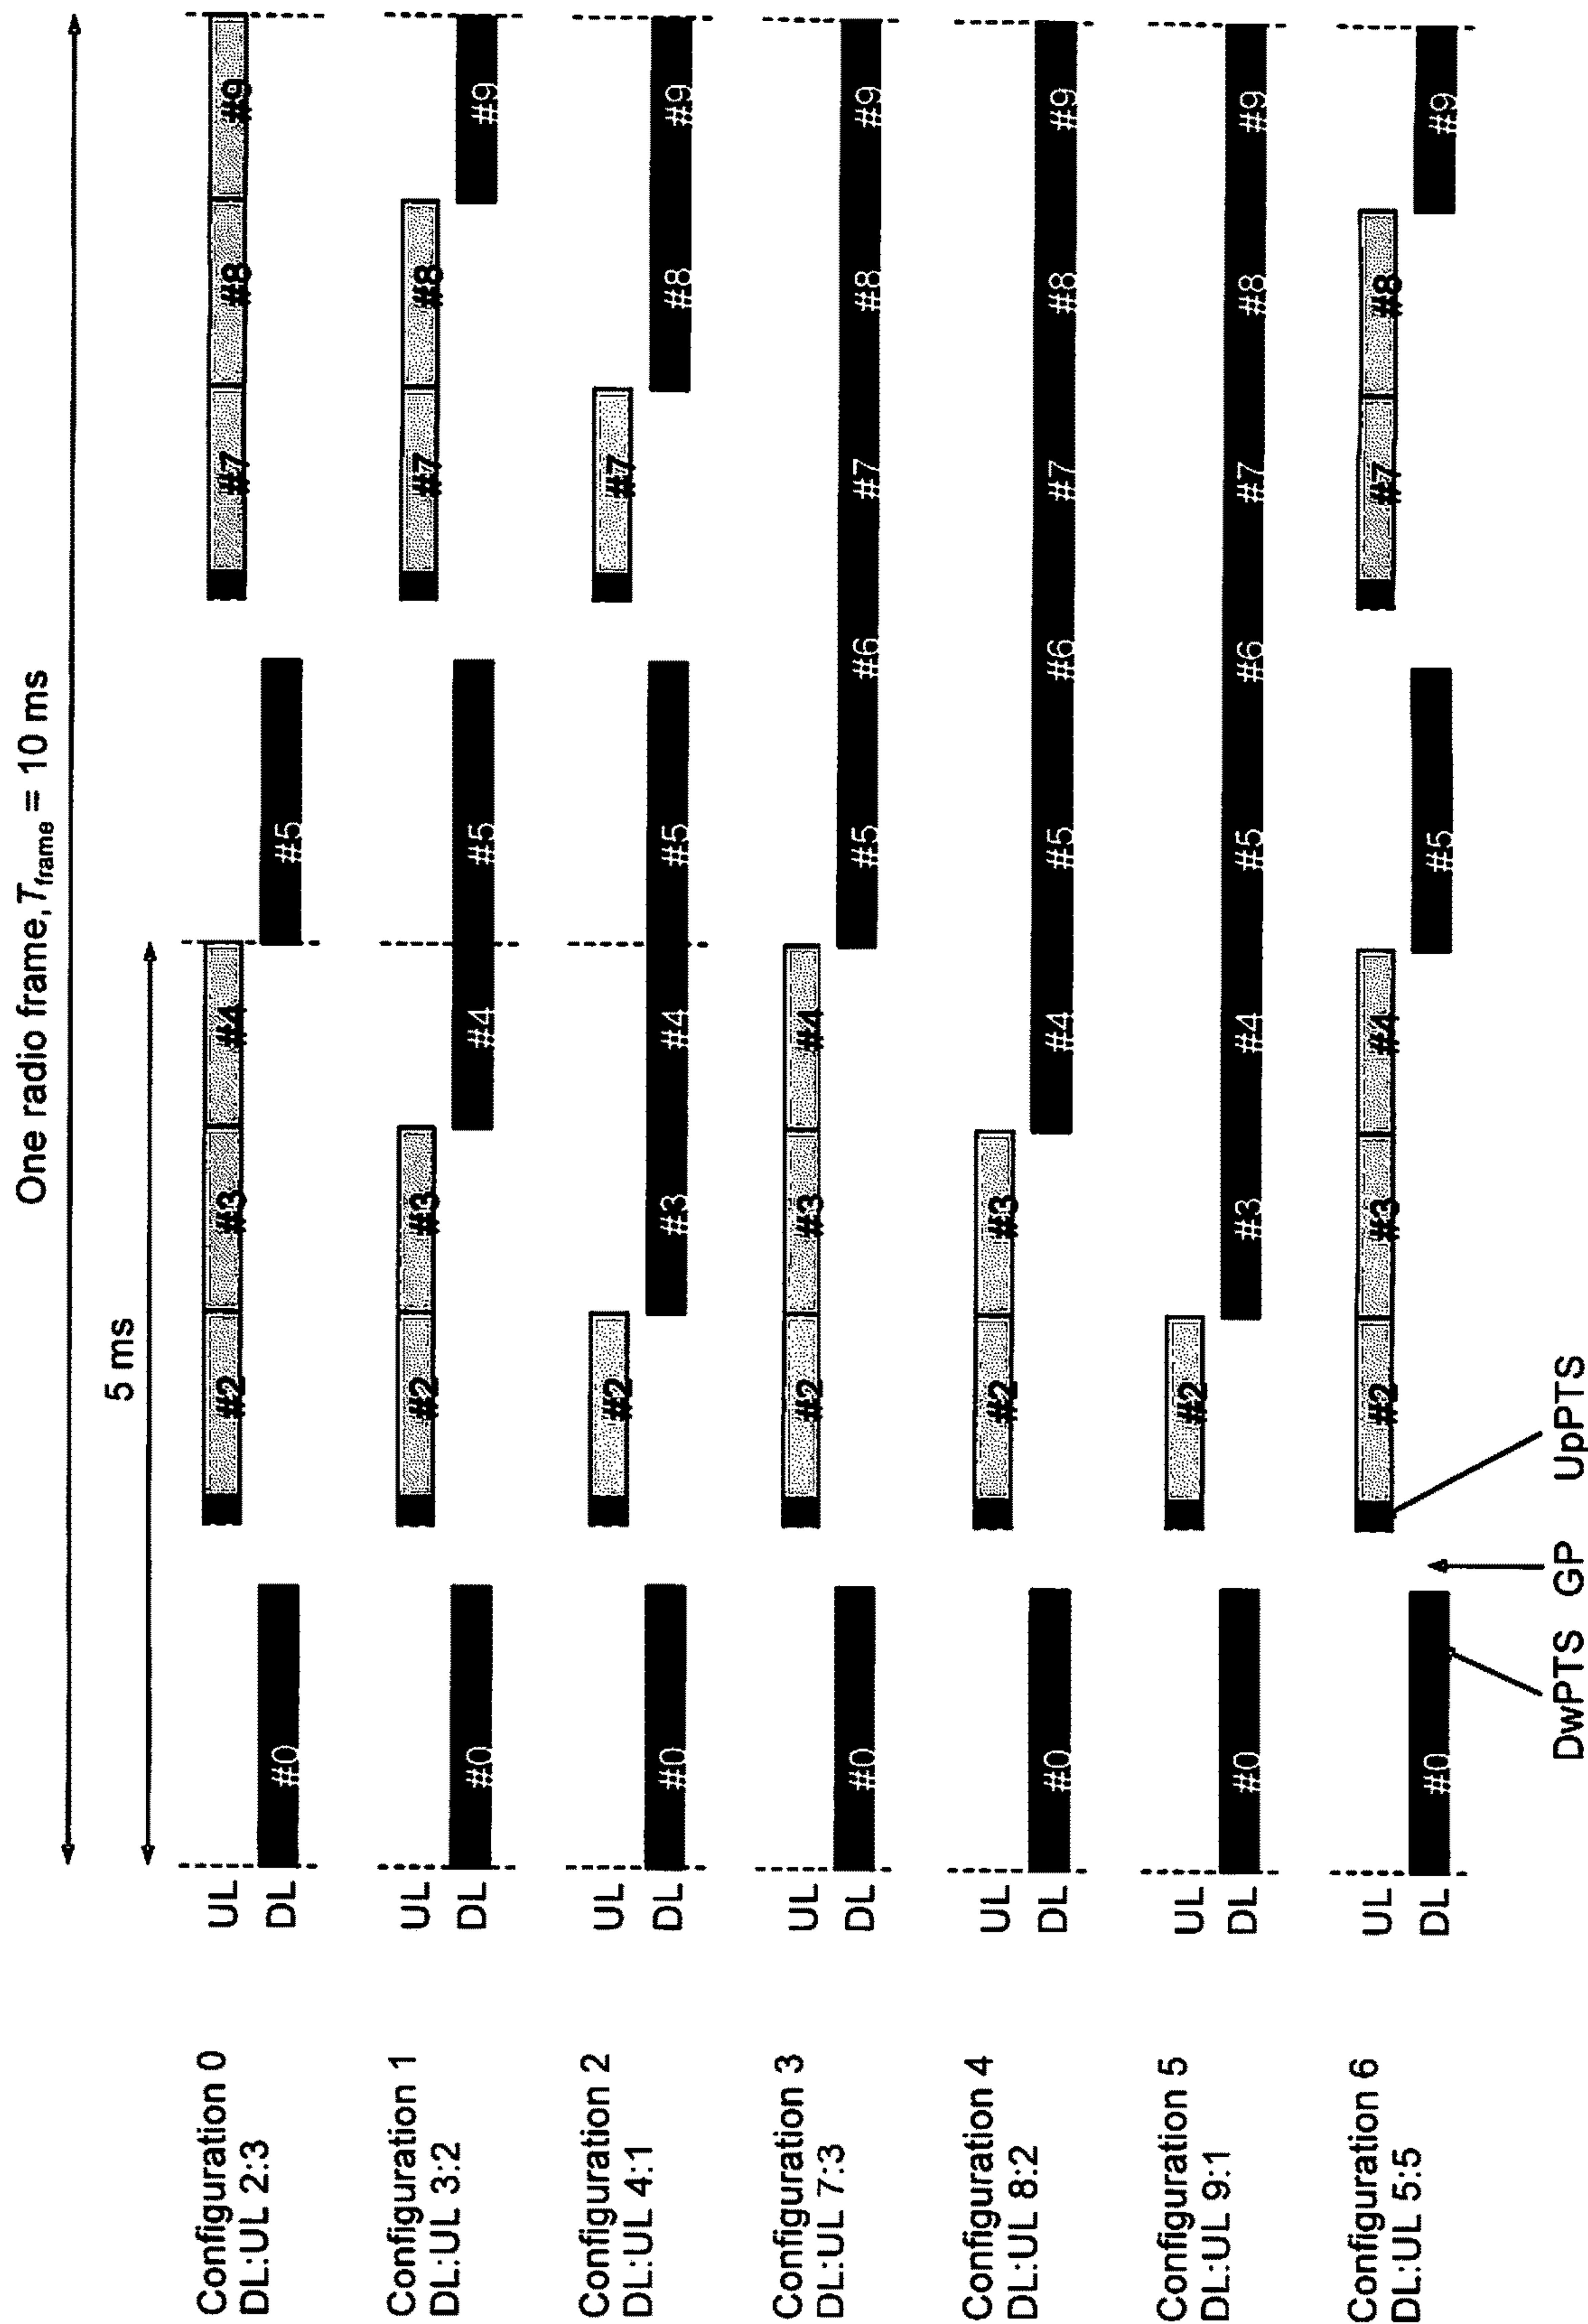 One radio frame, Tframe = 10 ms
5 ms
Configuration 0
DL:UL 2:3
UL
DL
#2 #3 #4 #7 #8 #9
#0 #5
Configuration 1
DL:UL 3:2
UL
DL
#2 #3 #7 #8
#0 #4 #5 #9
Configuration 2
DL:UL 4:1
UL
DL
#2 #7
#0 #3 #4 #5 #8 #9
Configuration 3
DL:UL 7:3
UL
DL
#2 #3 #4
#0 #5 #6 #7 #8 #9
Configuration 4
DL:UL 8:2
UL
DL
#2 #3
#0 #4 #5 #6 #7 #8 #9
Configuration 5
DL:UL 9:1
UL
DL
#2
#0 #3 #4 #5 #6 #7 #8 #9
Configuration 6
DL:UL 5:5
UL
DL
#2 #3 #4 #7 #8
#0 #5 #9
DwPTS GP UpPTS